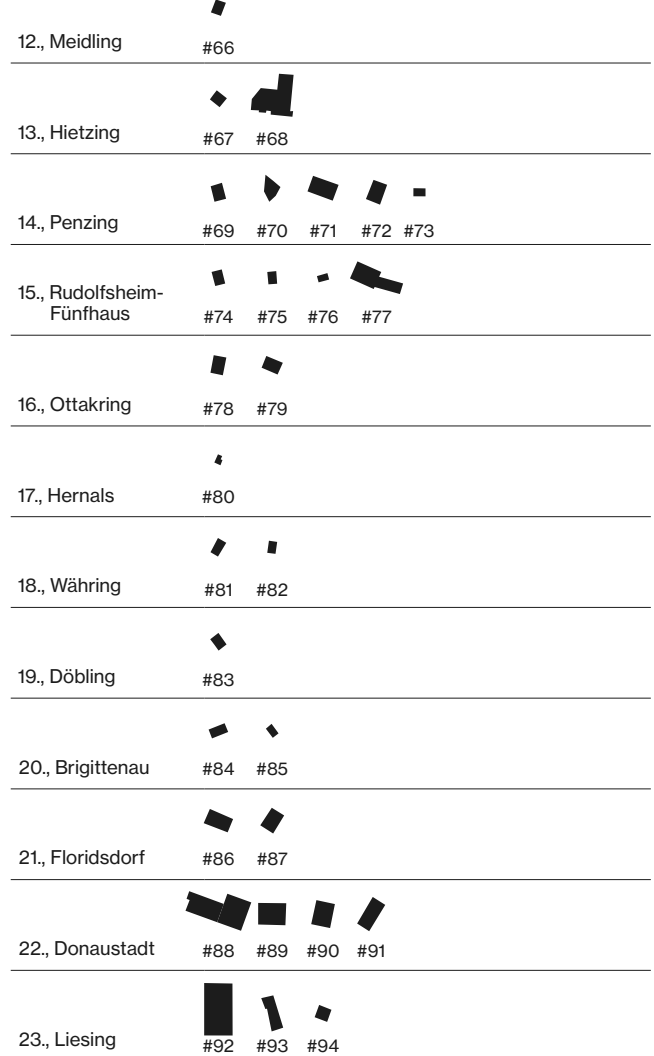 12., Meidling
#66
13., Hietzing
#67 #68
14., Penzing
#69 #70 #71 #72 #73
15., Rudolfsheim-
Fünfhaus
#74 #75 #76 #77
16., Ottakring
#78 #79
17., Hernals
#80
18., Währing
#81 #82
19., Döbling
#83
20., Brigittenau
#84 #85
21., Floridsdorf
#86 #87
22., Donaustadt
#88 #89 #90 #91
23., Liesing
#92 #93 #94